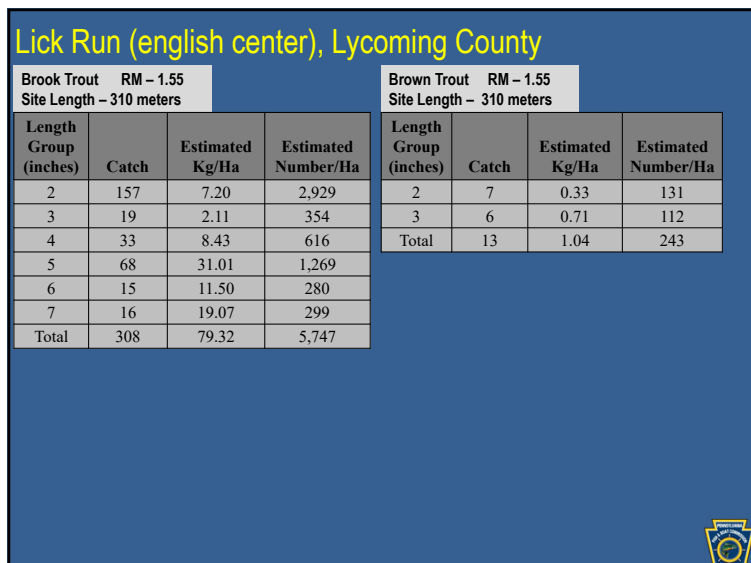 Lick Run (english center), Lycoming County
Brook Trout RM – 1.55
Site Length – 310 meters
Length Group (inches) Catch Estimated Kg/Ha Estimated Number/Ha
2 157 7.20 2,929
3 19 2.11 354
4 33 8.43 616
5 68 31.01 1,269
6 15 11.50 280
7 16 19.07 299
Total 308 79.32 5,747
Brown Trout RM – 1.55
Site Length – 310 meters
Length Group (inches) Catch Estimated Kg/Ha Estimated Number/Ha
2 7 0.33 131
3 6 0.71 112
Total 13 1.04 243
PENNSYLVANIA